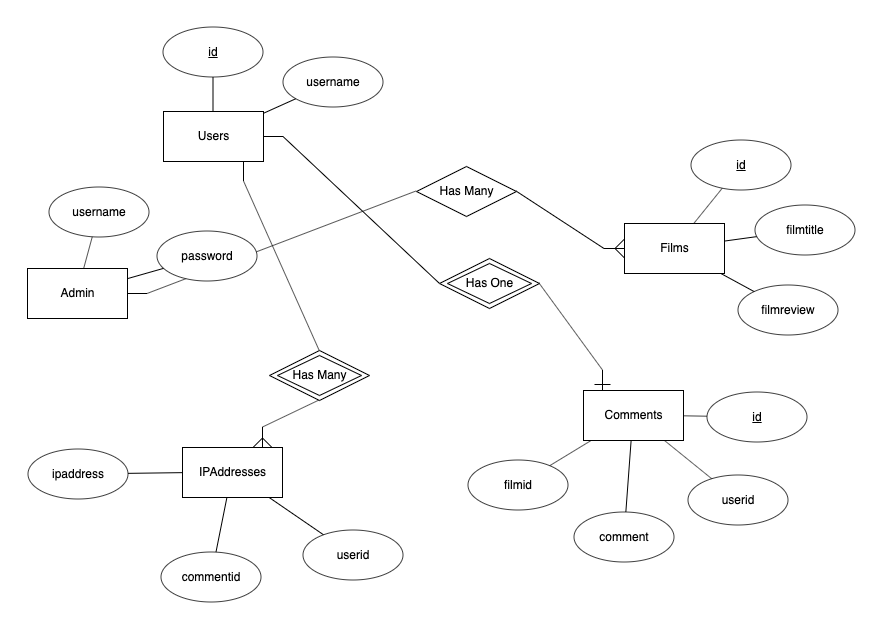 id
username
Users
Has Many
id
username
filmtitle
password
Films
Admin
Has One
filmreview
Has Many
Comments
id
ipaddress
IPAddresses
filmid
userid
comment
userid
commentid